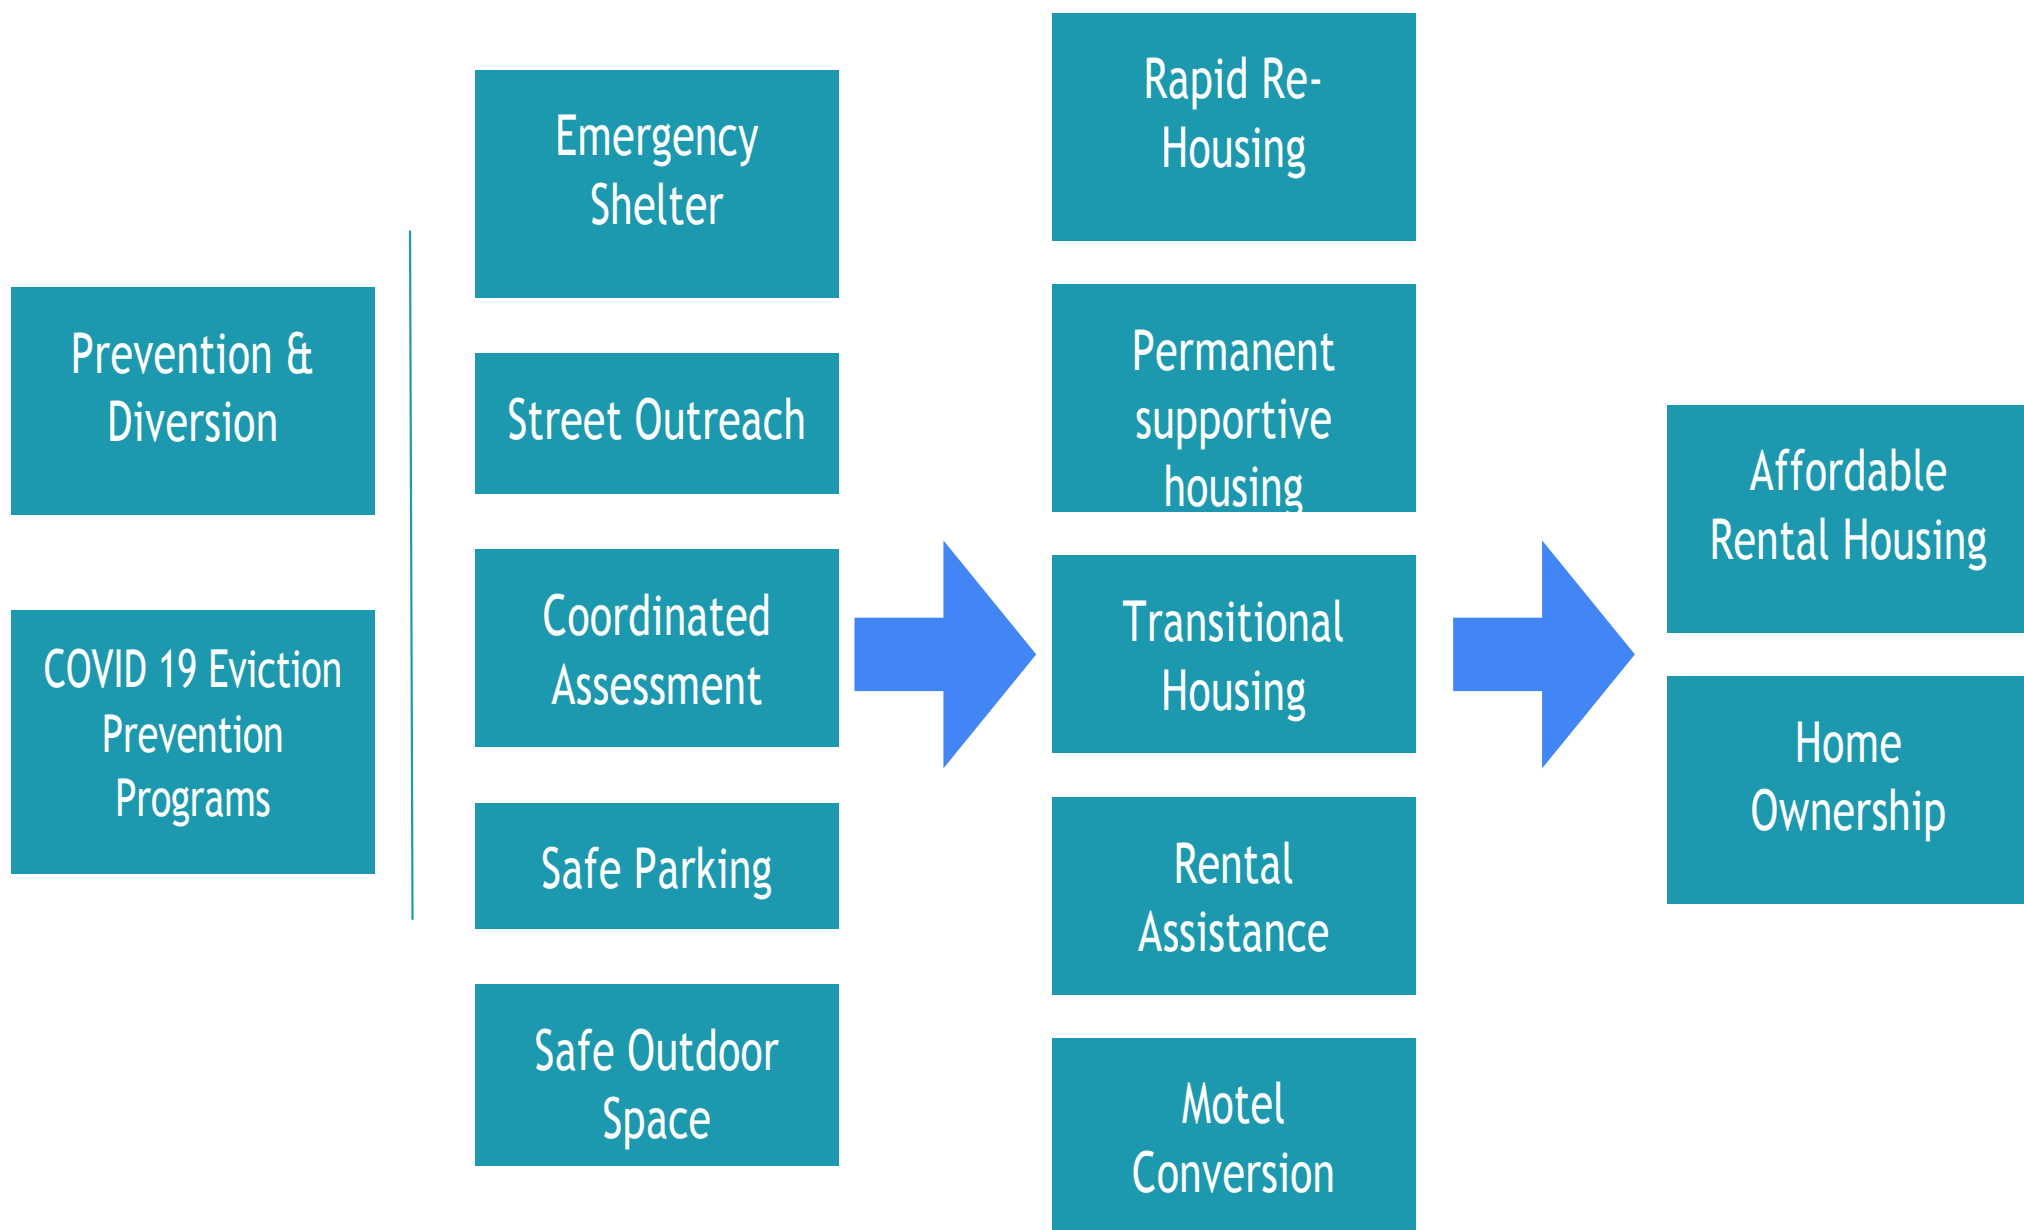 Prevention &
Diversion
COVID 19 Eviction
Prevention
Programs
Emergency
Shelter
Street Outreach
Coordinated
Assessment
Safe Parking
Safe Outdoor
Space
Rapid Re-
Housing
Permanent
supportive
housing
Transitional
Housing
Rental
Assistance
Motel
Conversion
Affordable
Rental Housing
Home
Ownership